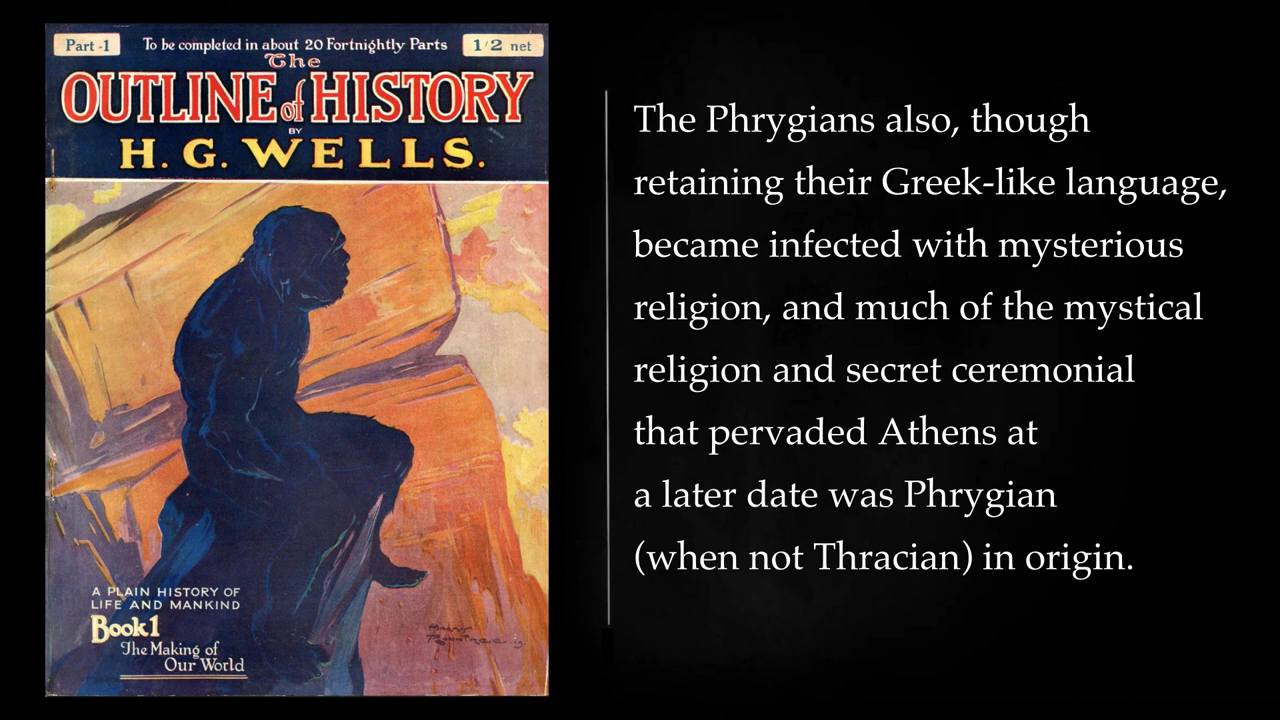 Part -1
To be completed in about 20 Fortnightly Parts
1/2 net
The
OUTLINE of HISTORY
BY
H. G. WELLS.
A PLAIN HISTORY OF
LIFE AND MANKIND
Book 1
The Making of
Our World
The Phrygians also, though
retaining their Greek-like language,
became infected with mysterious
religion, and much of the mystical
religion and secret ceremonial
that pervaded Athens at
a later date was Phrygian
(when not Thracian) in origin.